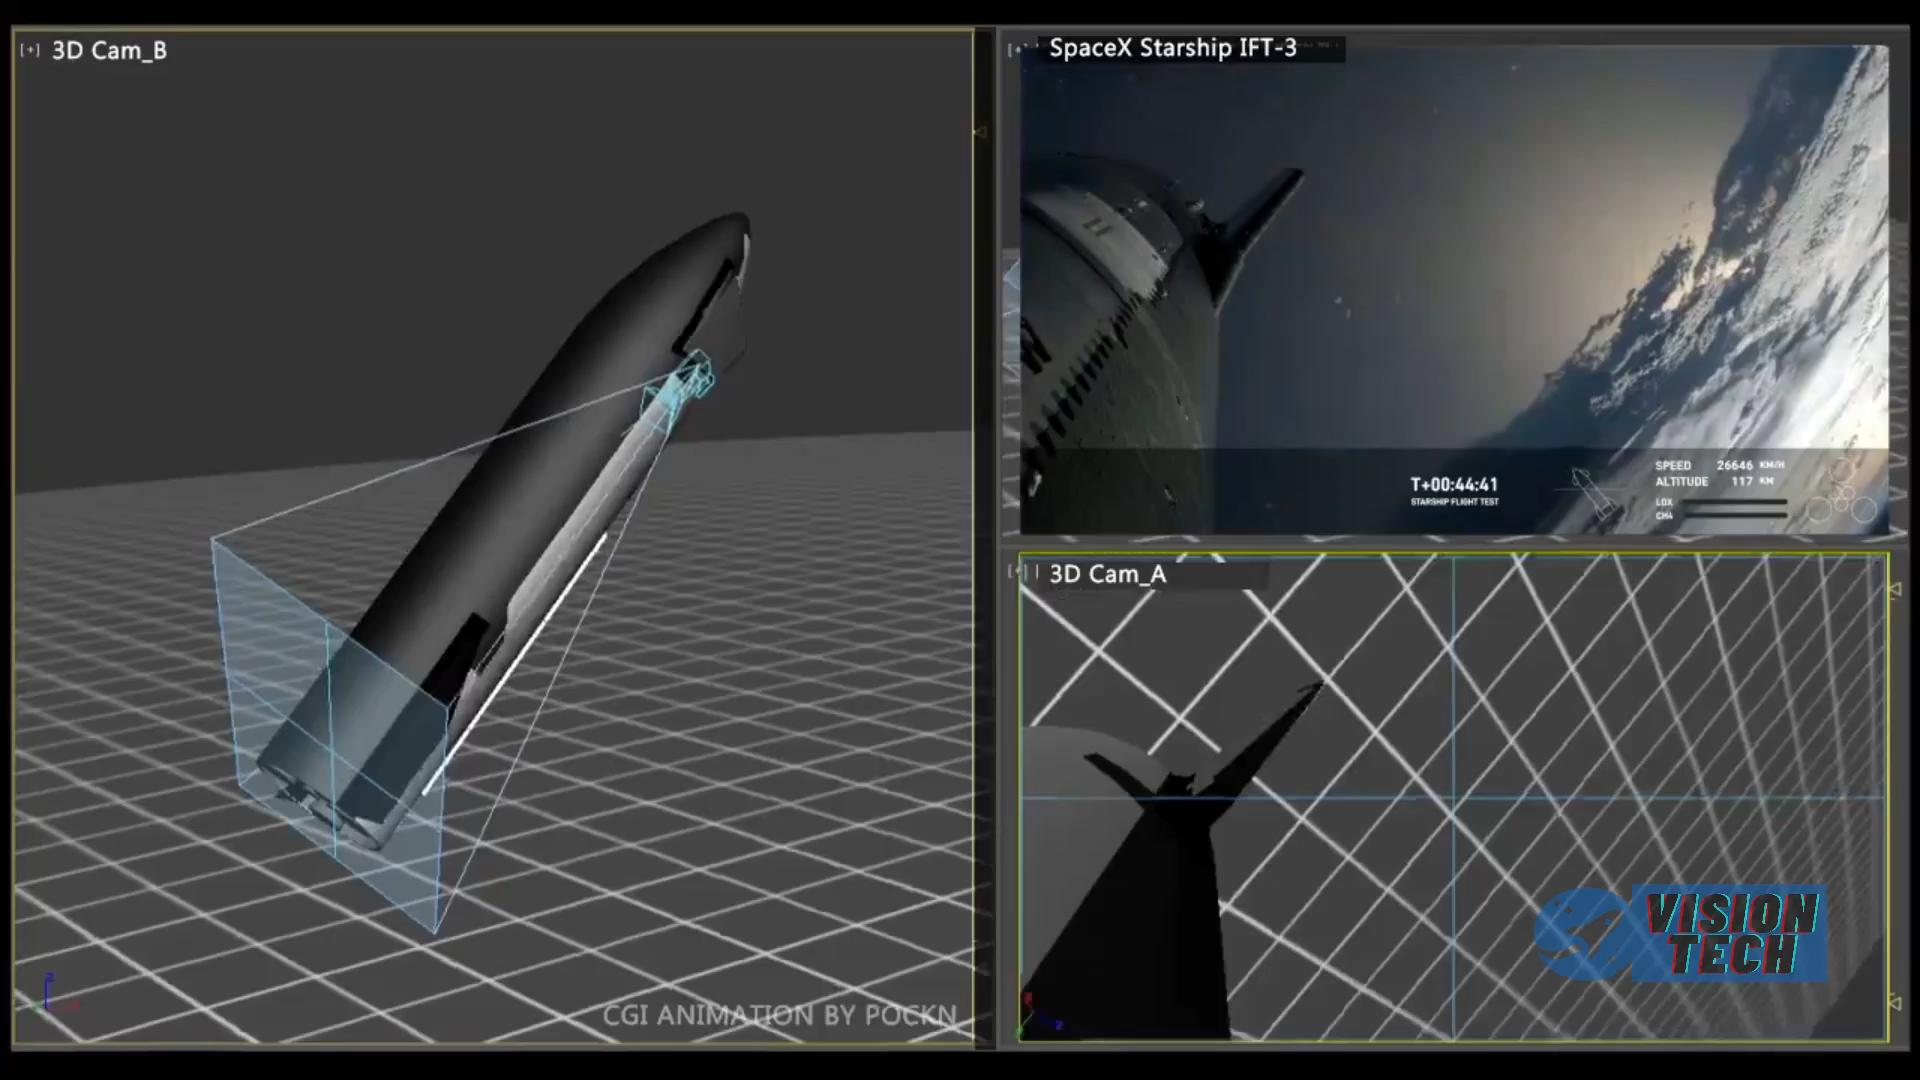 [+] 3D Cam_B
SpaceX Starship IFT-3
T+00:44:41
STARSHIP FLIGHT TEST
SPEED 26646 KM/H
ALTITUDE 117 KM
LOX
CH4
3D Cam_A
VISION
TECH
CGI ANIMATION BY POCKN